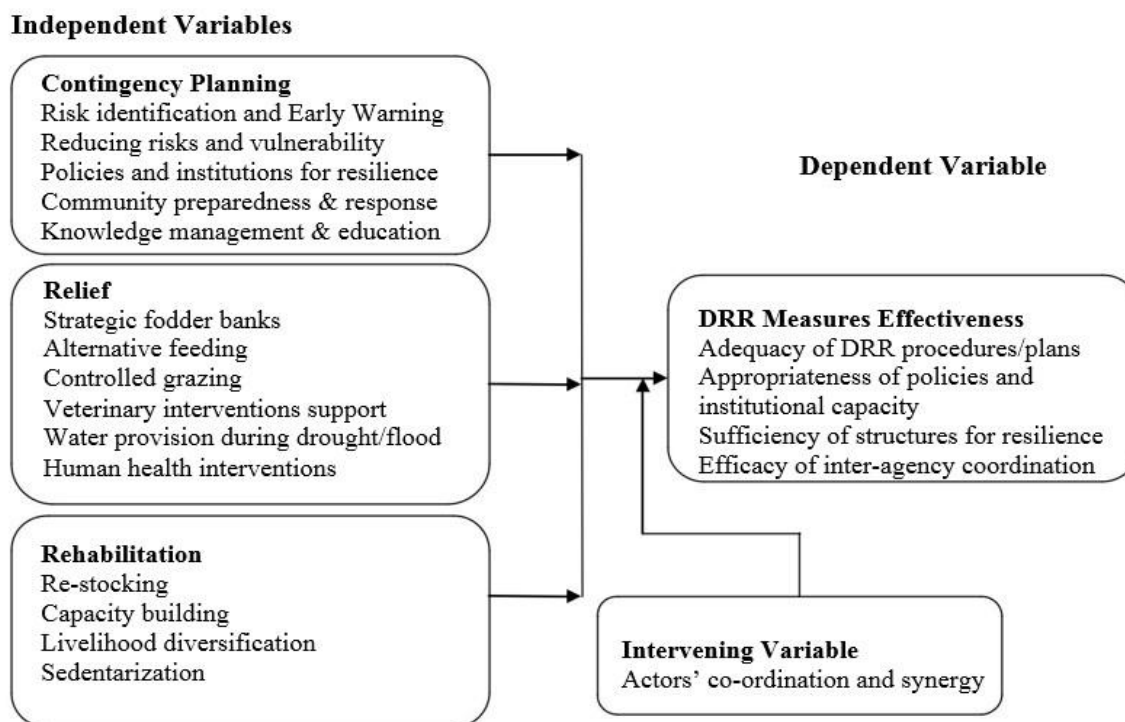 Independent Variables
Contingency Planning
Risk identification and Early Warning
Reducing risks and vulnerability
Policies and institutions for resilience
Community preparedness & response
Knowledge management & education
Relief
Strategic fodder banks
Alternative feeding
Controlled grazing
Veterinary interventions support
Water provision during drought/flood
Human health interventions
Rehabilitation
Re-stocking
Capacity building
Livelihood diversification
Sedentarization
Dependent Variable
DRR Measures Effectiveness
Adequacy of DRR procedures/plans
Appropriateness of policies and
institutional capacity
Sufficiency of structures for resilience
Efficacy of inter-agency coordination
Intervening Variable
Actors’ co-ordination and synergy